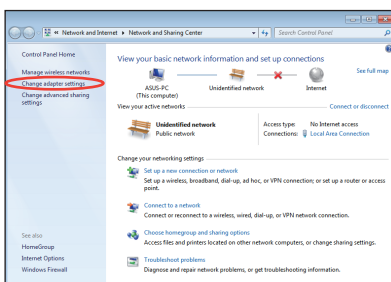 « Network and Internet ▸ Network and Sharing Center
Search Control Panel
Control Panel Home
Manage wireless networks
Change adapter settings
Change advanced sharing
settings
See also
HomeGroup
Internet Options
Windows Firewall
View your basic network information and set up connections
See full map
ASUS-PC
(This computer)
Unidentified network
Internet
View your active networks
Connect or disconnect
Unidentified network
Public network
Access type: No Internet access
Connections: Local Area Connection
Change your networking settings
Set up a new connection or network
Set up a wireless, broadband, dial-up, ad hoc, or VPN connection; or set up a router or access
point.
Connect to a network
Connect or reconnect to a wireless, wired, dial-up, or VPN network connection.
Choose homegroup and sharing options
Access files and printers located on other network computers, or change sharing settings.
Troubleshoot problems
Diagnose and repair network problems, or get troubleshooting information.